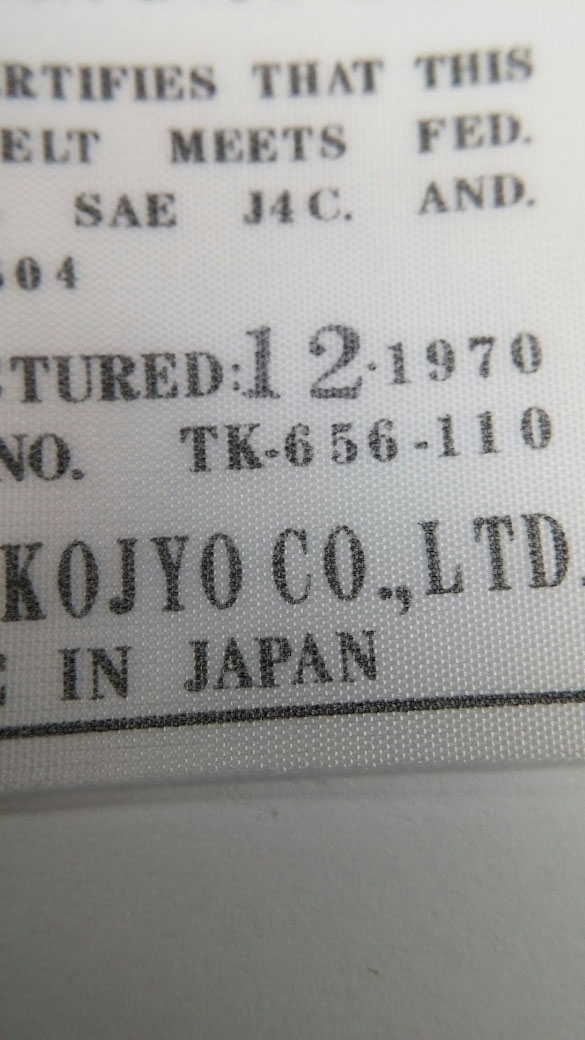 RTIFIES THAT THIS
ELT MEETS FED.
SAE J4C. AND.
04
TURED:12·1970
NO. TK-656-110
KOJYO CO.,LTD.
IN JAPAN